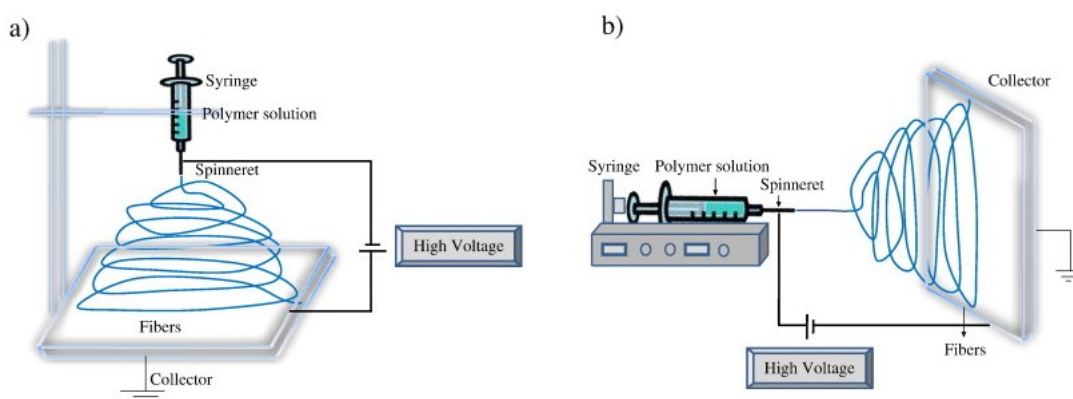 a)
Syringe
Polymer solution
Spinneret
High Voltage
Fibers
Collector
b)
Collector
Syringe
Polymer solution
Spinneret
Fibers
High Voltage